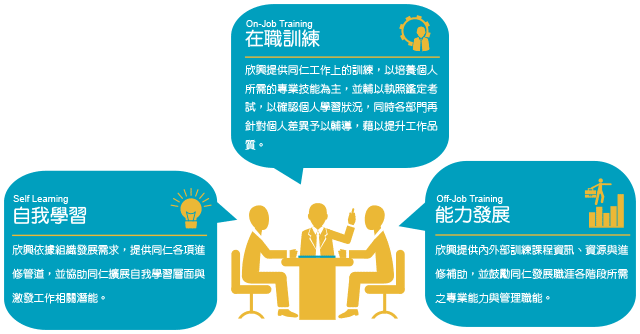 On-Job Training
在職訓練
欣興提供同仁工作上的訓練，以培養個人
所需的專業技能為主，並輔以執照鑑定考
試，以確認個人學習狀況，同時各部門再
針對個人差異予以輔導，藉以提升工作品
質。
Self Learning
自我學習
欣興依據組織發展需求，提供同仁各項進
修管道，並協助同仁擴展自我學習層面與
激發工作相關潛能。
Off-Job Training
能力發展
欣興提供內外部訓練課程資訊、資源與進
修補助，並鼓勵同仁發展職涯各階段所需
之專業能力與管理職能。